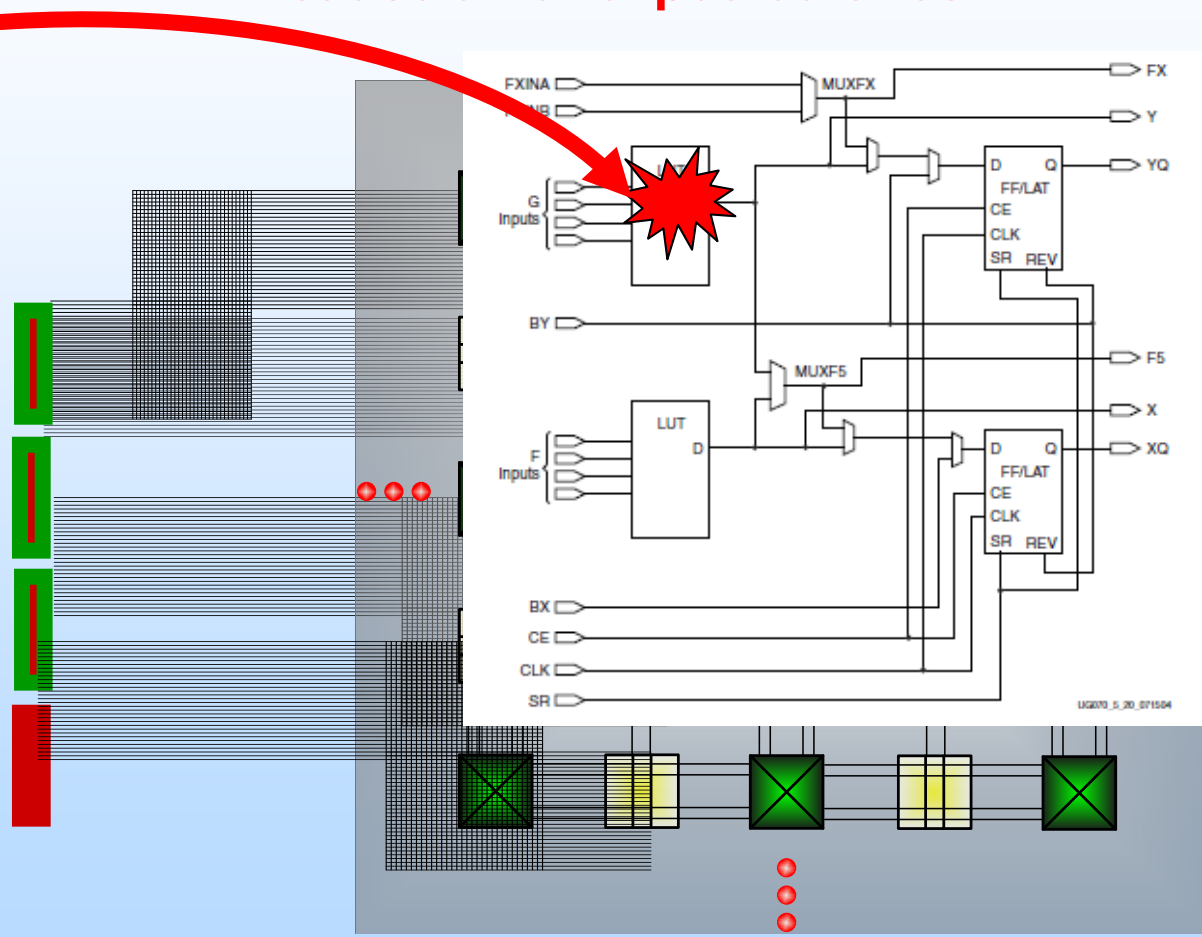 FXINA
MUXFX
FX
Y
G
Inputs
D Q
YQ
FF/LAT
CE
CLK
SR REV
BY
MUXF5
F5
LUT
D
X
F
Inputs
D Q
XQ
FF/LAT
CE
CLK
SR REV
BX
CE
CLK
SR
UG070_5_20_071504